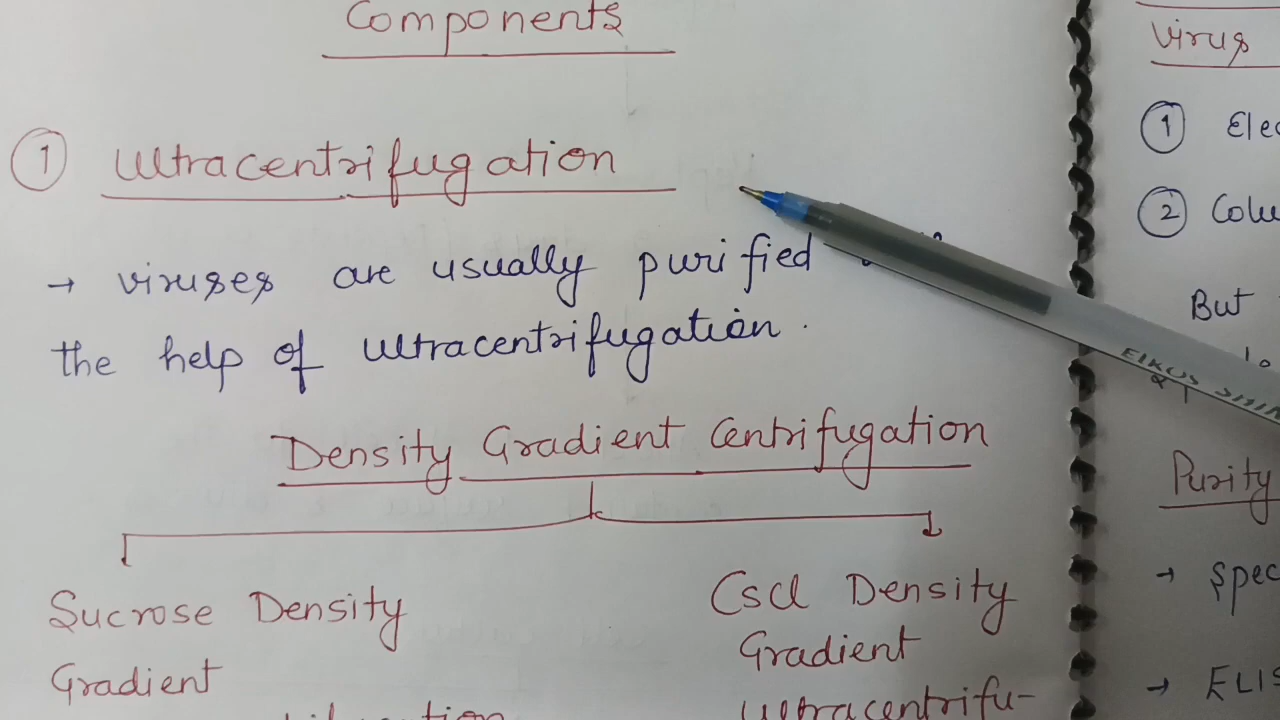 Components
① Ultracentrifugation
→ viruses are usually purified
the help of ultracentrifugation.
Density Gradient Centrifugation
Sucrose Density
Gradient
CsCl Density
Gradient
Ultracentrifu-
Virus
①
②
But
Purity
→
→